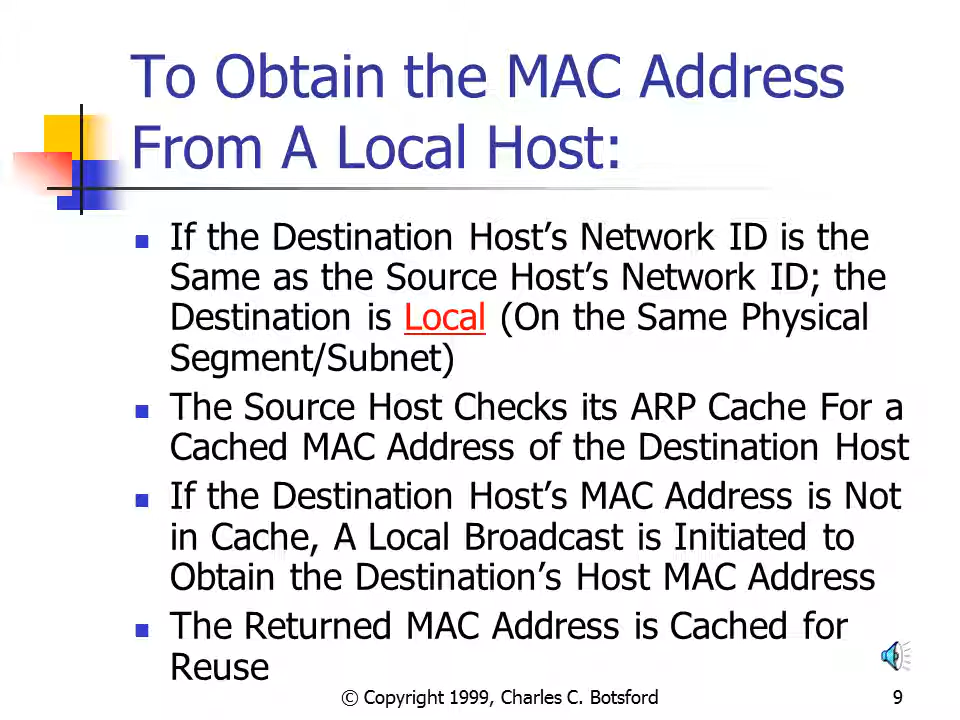 To Obtain the MAC Address
From A Local Host:
If the Destination Host’s Network ID is the
Same as the Source Host’s Network ID; the
Destination is Local (On the Same Physical
Segment/Subnet)
The Source Host Checks its ARP Cache For a
Cached MAC Address of the Destination Host
If the Destination Host’s MAC Address is Not
in Cache, A Local Broadcast is Initiated to
Obtain the Destination’s Host MAC Address
The Returned MAC Address is Cached for
Reuse
© Copyright 1999, Charles C. Botsford 9